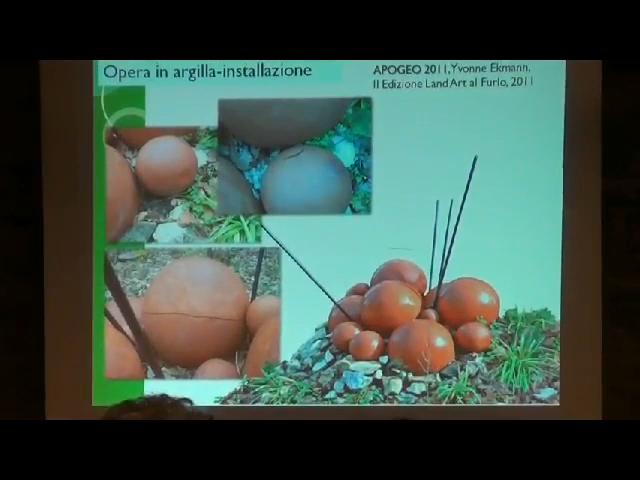 Opera in argilla-installazione
APOGEO 2011, Yvonne Ekmann,
II Edizione Land Art al Furlo, 2011